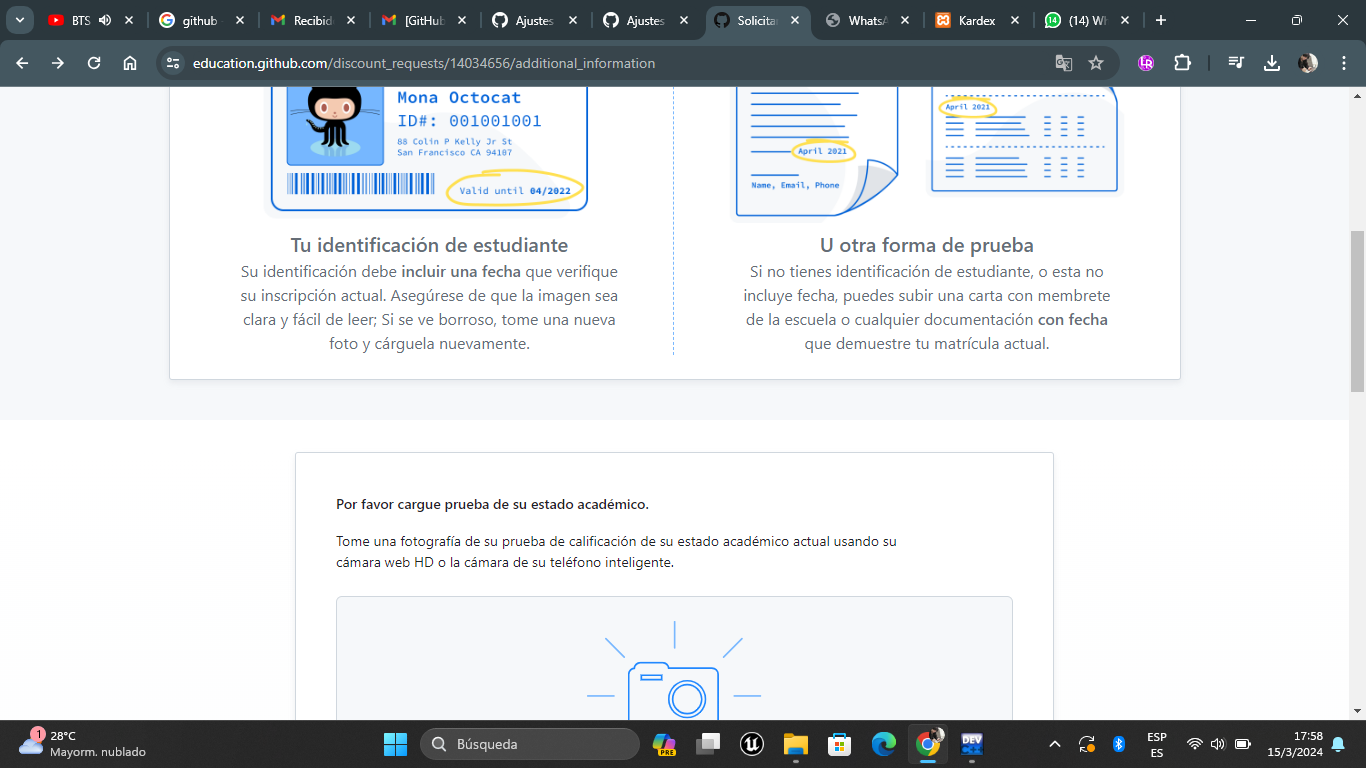 BTS
github
Recibid
[GitHub
Ajustes
Ajustes
Solicitar
WhatsA
Kardex
(14) Wh
education.github.com/discount_requests/14034656/additional_information
Mona Octocat
ID#: 001001001
88 Colin P Kelly Jr St
San Francisco CA 94107
Valid until 04/2022
April 2021
Name, Email, Phone
April 2021
Tu identificación de estudiante
Su identificación debe incluir una fecha que verifique
su inscripción actual. Asegúrese de que la imagen sea
clara y fácil de leer; Si se ve borroso, tome una nueva
foto y cárguela nuevamente.
U otra forma de prueba
Si no tienes identificación de estudiante, o esta no
incluye fecha, puedes subir una carta con membrete
de la escuela o cualquier documentación con fecha
que demuestre tu matrícula actual.
Por favor cargue prueba de su estado académico.
Tome una fotografía de su prueba de calificación de su estado académico actual usando su
cámara web HD o la cámara de su teléfono inteligente.
1
28°C
Mayorm. nublado
Búsqueda
PRE
DEV
ESP
ES
17:58
15/3/2024